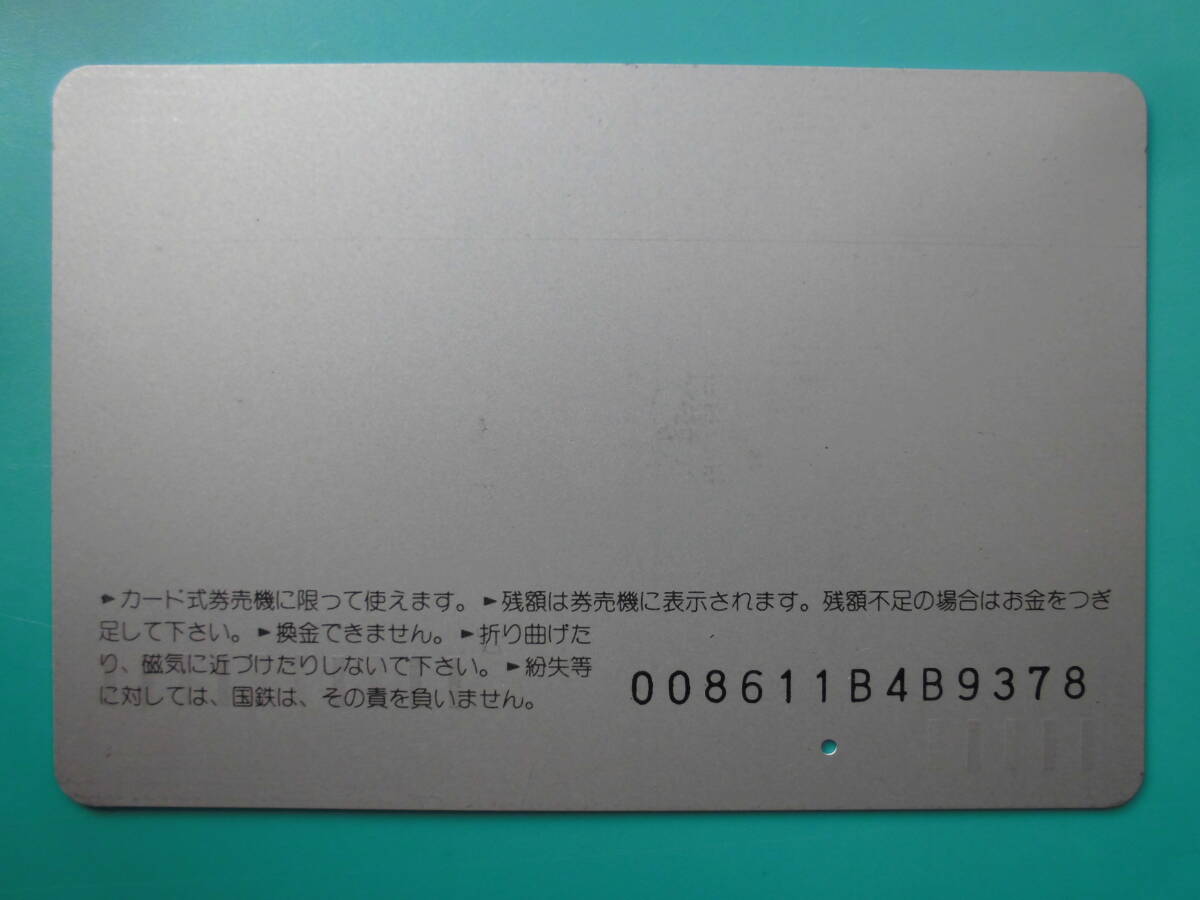 ►カード式券売機に限って使えます。►残額は券売機に表示されます。残額不足の場合はお金をつぎ
足して下さい。►換金できません。►折り曲げた
り、磁気に近づけたりしないで下さい。►紛失等
に対しては、国鉄は、その責を負いません。
008611B4B9378